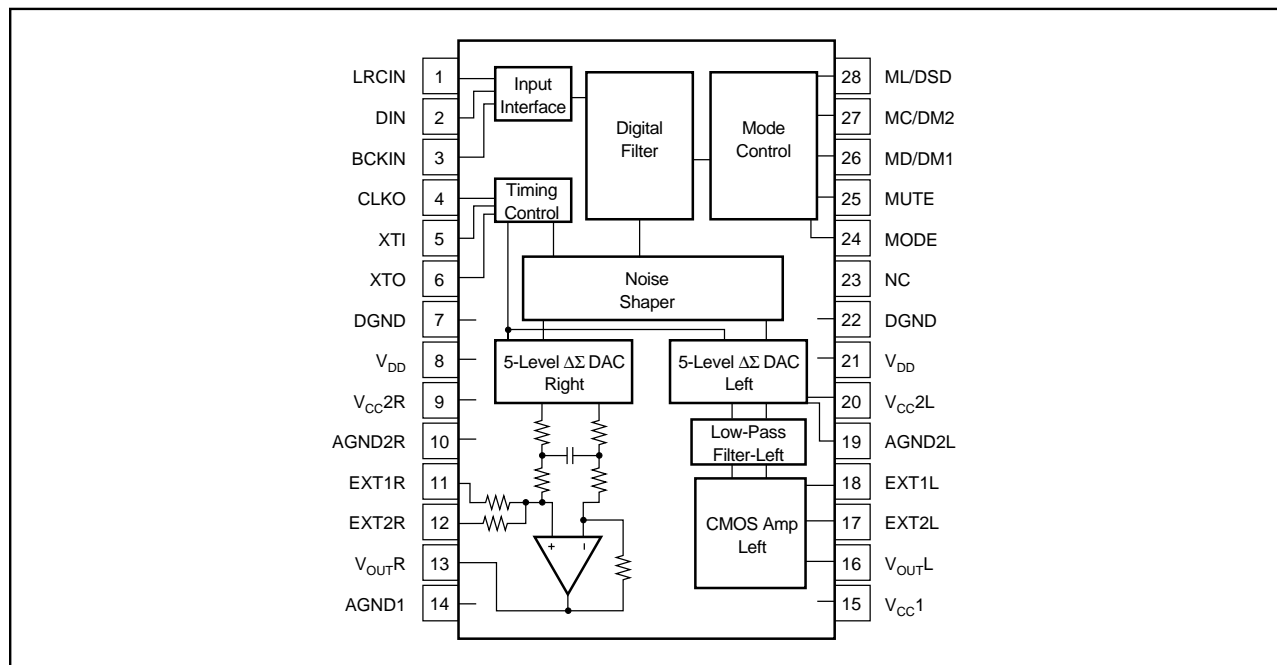 LRCIN 1
DIN 2
BCKIN 3
CLKO 4
XTI 5
XTO 6
DGND 7
VDD 8
VCC2R 9
AGND2R 10
EXT1R 11
EXT2R 12
VOUTR 13
AGND1 14
Input
Interface
Digital
Filter
Mode
Control
Timing
Control
Noise
Shaper
5-Level ΔΣ DAC
Right
5-Level ΔΣ DAC
Left
Low-Pass
Filter-Left
CMOS Amp
Left
+ –
28 ML/DSD
27 MC/DM2
26 MD/DM1
25 MUTE
24 MODE
23 NC
22 DGND
21 VDD
20 VCC2L
19 AGND2L
18 EXT1L
17 EXT2L
16 VOUTL
15 VCC1